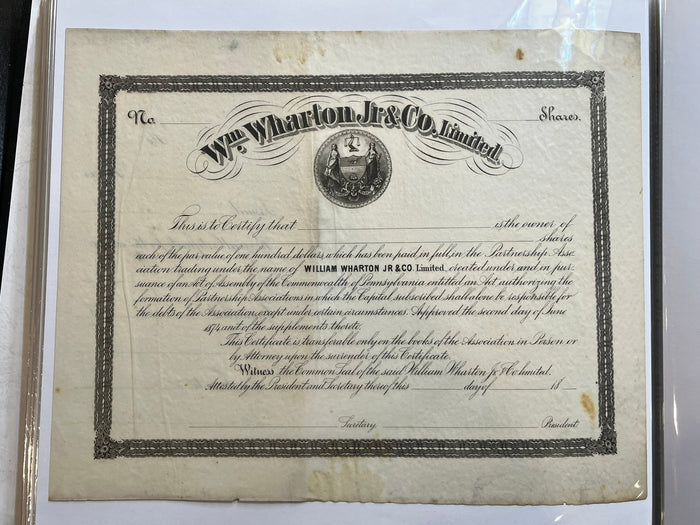 No. Shares.
Wm. Wharton Jr & Co. Limited.
This is to Certify that is the owner of
shares
each of the par value of one hundred dollars, which has been paid in full, in the Partnership Asso-
ciation trading under the name of WILLIAM WHARTON JR & CO. Limited, created under and in pur-
suance of an Act of Assembly of the Commonwealth of Pennsylvania entitled an Act authorizing the
formation of Partnership Associations in which the Capital subscribed shall alone be responsible for
the debts of the Association, except under certain circumstances. Approved the second day of June
1874 and of the supplements thereto.
This Certificate is transferable only on the books of the Association in Person or
by Attorney upon the surrender of this Certificate.
Witness the Common Seal of the said William Wharton Jr & Co limited.
Attested by the President and Secretary thereof this day of 18
Secretary President.